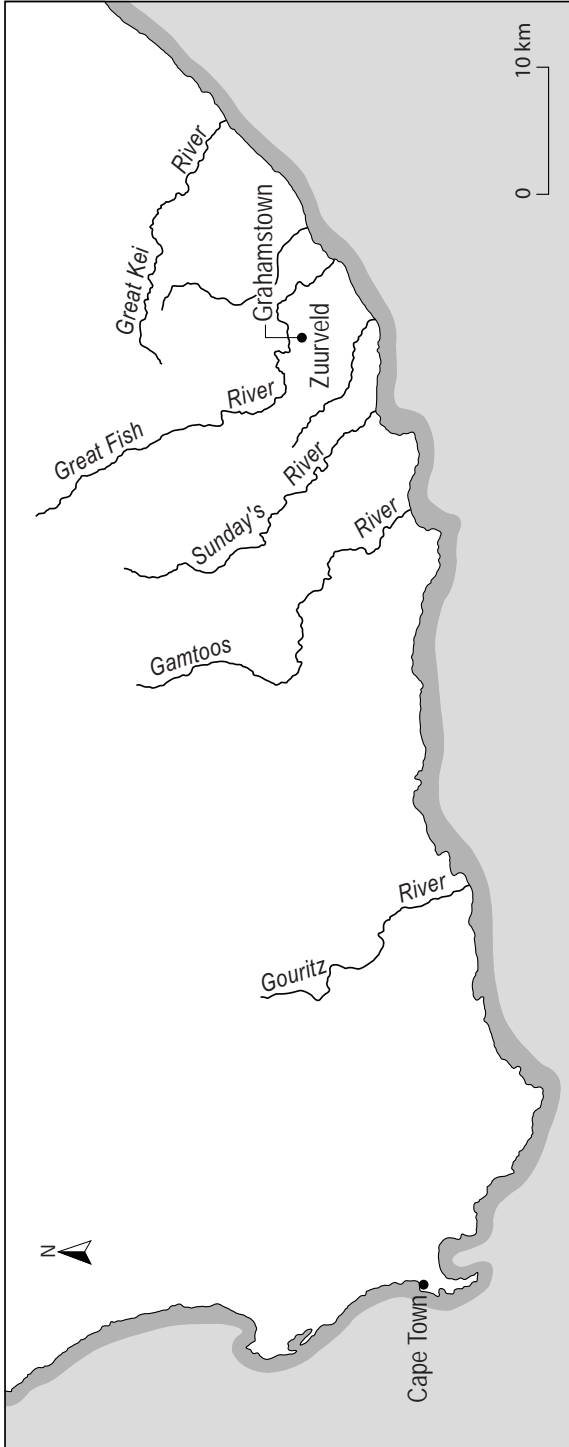 N
Cape Town
Gouritz River
Gamtoos River
Sunday's River
Great Fish River
Great Kei River
Grahamstown
Zuurveld
0 10 km